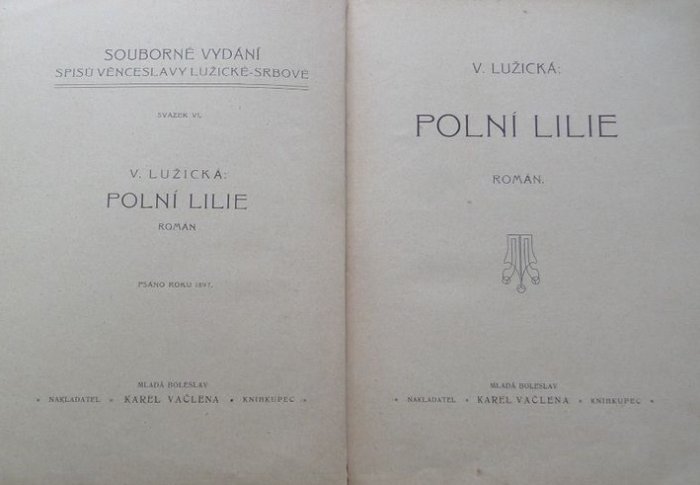 SOUBORNÉ VYDÁNÍ
SPISŮ VĚNCESLAVY LUŽICKÉ-SRBOVÉ
SVAZEK VI.
V. LUŽICKÁ:
POLNÍ LILIE
ROMÁN
PSÁNO ROKU 1897.
MLADÁ BOLESLAV
NAKLADATEL * KAREL VAČLENA * KNIHKUPEC
V. LUŽICKÁ:
POLNÍ LILIE
ROMÁN.
MLADÁ BOLESLAV
NAKLADATEL * KAREL VAČLENA * KNIHKUPEC